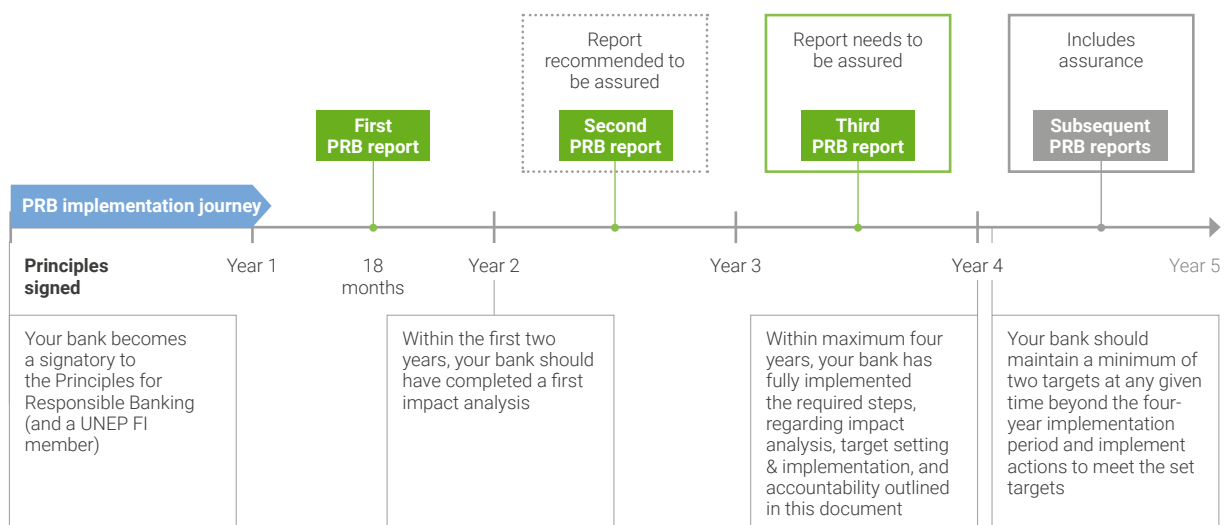 Report
recommended to
be assured
Report needs to
be assured
Includes
assurance
First
PRB report
Second
PRB report
Third
PRB report
Subsequent
PRB reports
PRB implementation journey
Principles
signed
Year 1
18
months
Year 2
Year 3
Year 4
Year 5
Your bank becomes
a signatory to
the Principles for
Responsible Banking
(and a UNEP FI
member)
Within the first two
years, your bank should
have completed a first
impact analysis
Within maximum four
years, your bank has
fully implemented
the required steps,
regarding impact
analysis, target setting
& implementation, and
accountability outlined
in this document
Your bank should
maintain a minimum of
two targets at any given
time beyond the four-
year implementation
period and implement
actions to meet the set
targets